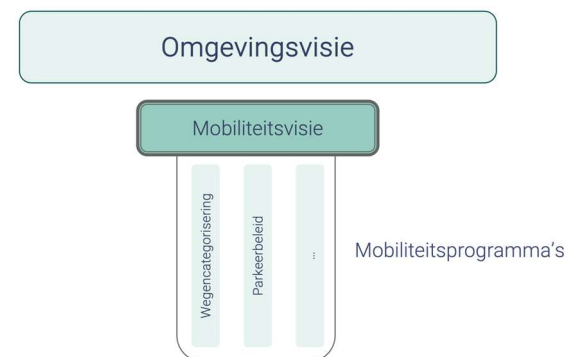 Omgevingsvisie
Mobiliteitsvisie
Wegencategorisering
Parkeerbeleid
...
Mobiliteitsprogramma's